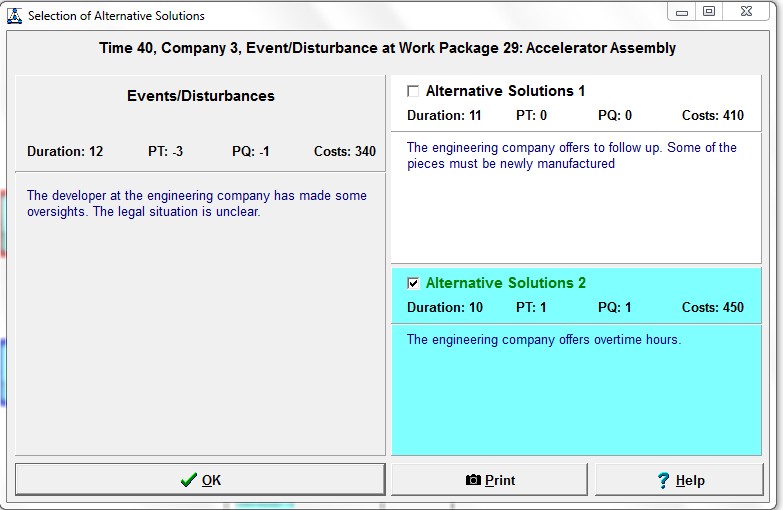 Selection of Alternative Solutions
Time 40, Company 3, Event/Disturbance at Work Package 29: Accelerator Assembly
Events/Disturbances
Duration: 12 PT: -3 PQ: -1 Costs: 340
The developer at the engineering company has made some
oversights. The legal situation is unclear.
Alternative Solutions 1
Duration: 11 PT: 0 PQ: 0 Costs: 410
The engineering company offers to follow up. Some of the
pieces must be newly manufactured
Alternative Solutions 2
Duration: 10 PT: 1 PQ: 1 Costs: 450
The engineering company offers overtime hours.
OK
Print
? Help